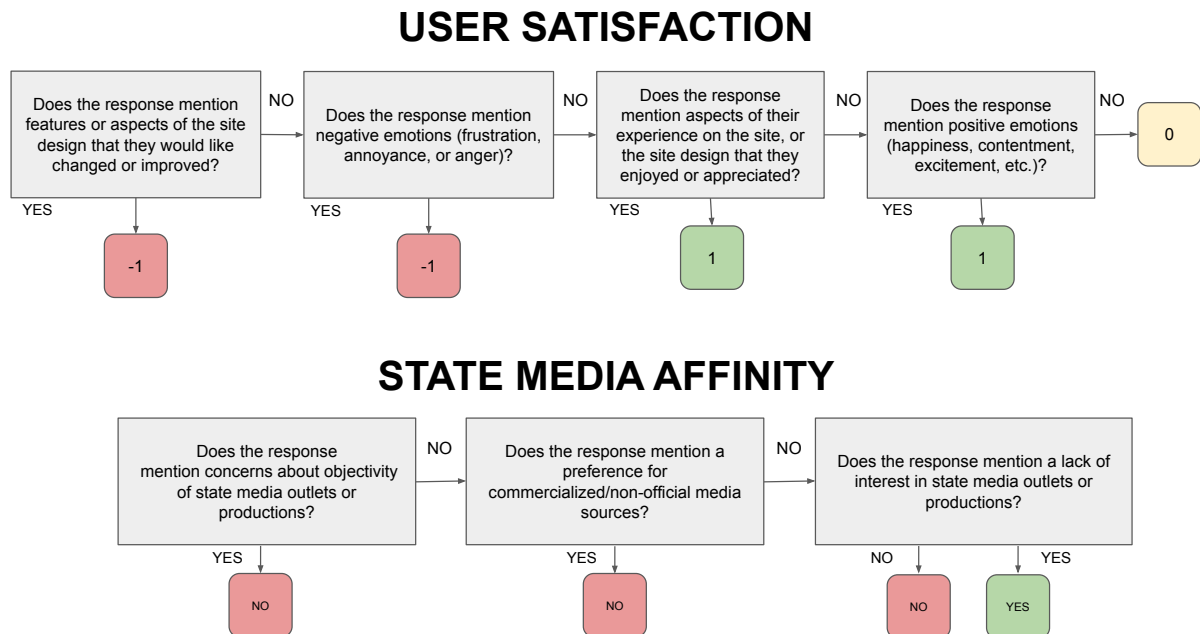 USER SATISFACTION
Does the response mention
features or aspects of the site
design that they would like
changed or improved?
NO
Does the response mention
negative emotions (frustration,
annoyance, or anger)?
NO
Does the response
mention aspects of their
experience on the site, or
the site design that they
enjoyed or appreciated?
NO
Does the response
mention positive emotions
(happiness, contentment,
excitement, etc.)?
NO
0
YES
-1
YES
-1
YES
1
YES
1
STATE MEDIA AFFINITY
Does the response
mention concerns about objectivity
of state media outlets or
productions?
NO
Does the response mention a
preference for
commercialized/non-official media
sources?
NO
Does the response mention a lack of
interest in state media outlets or
productions?
YES
NO
YES
NO
NO
NO
YES
YES